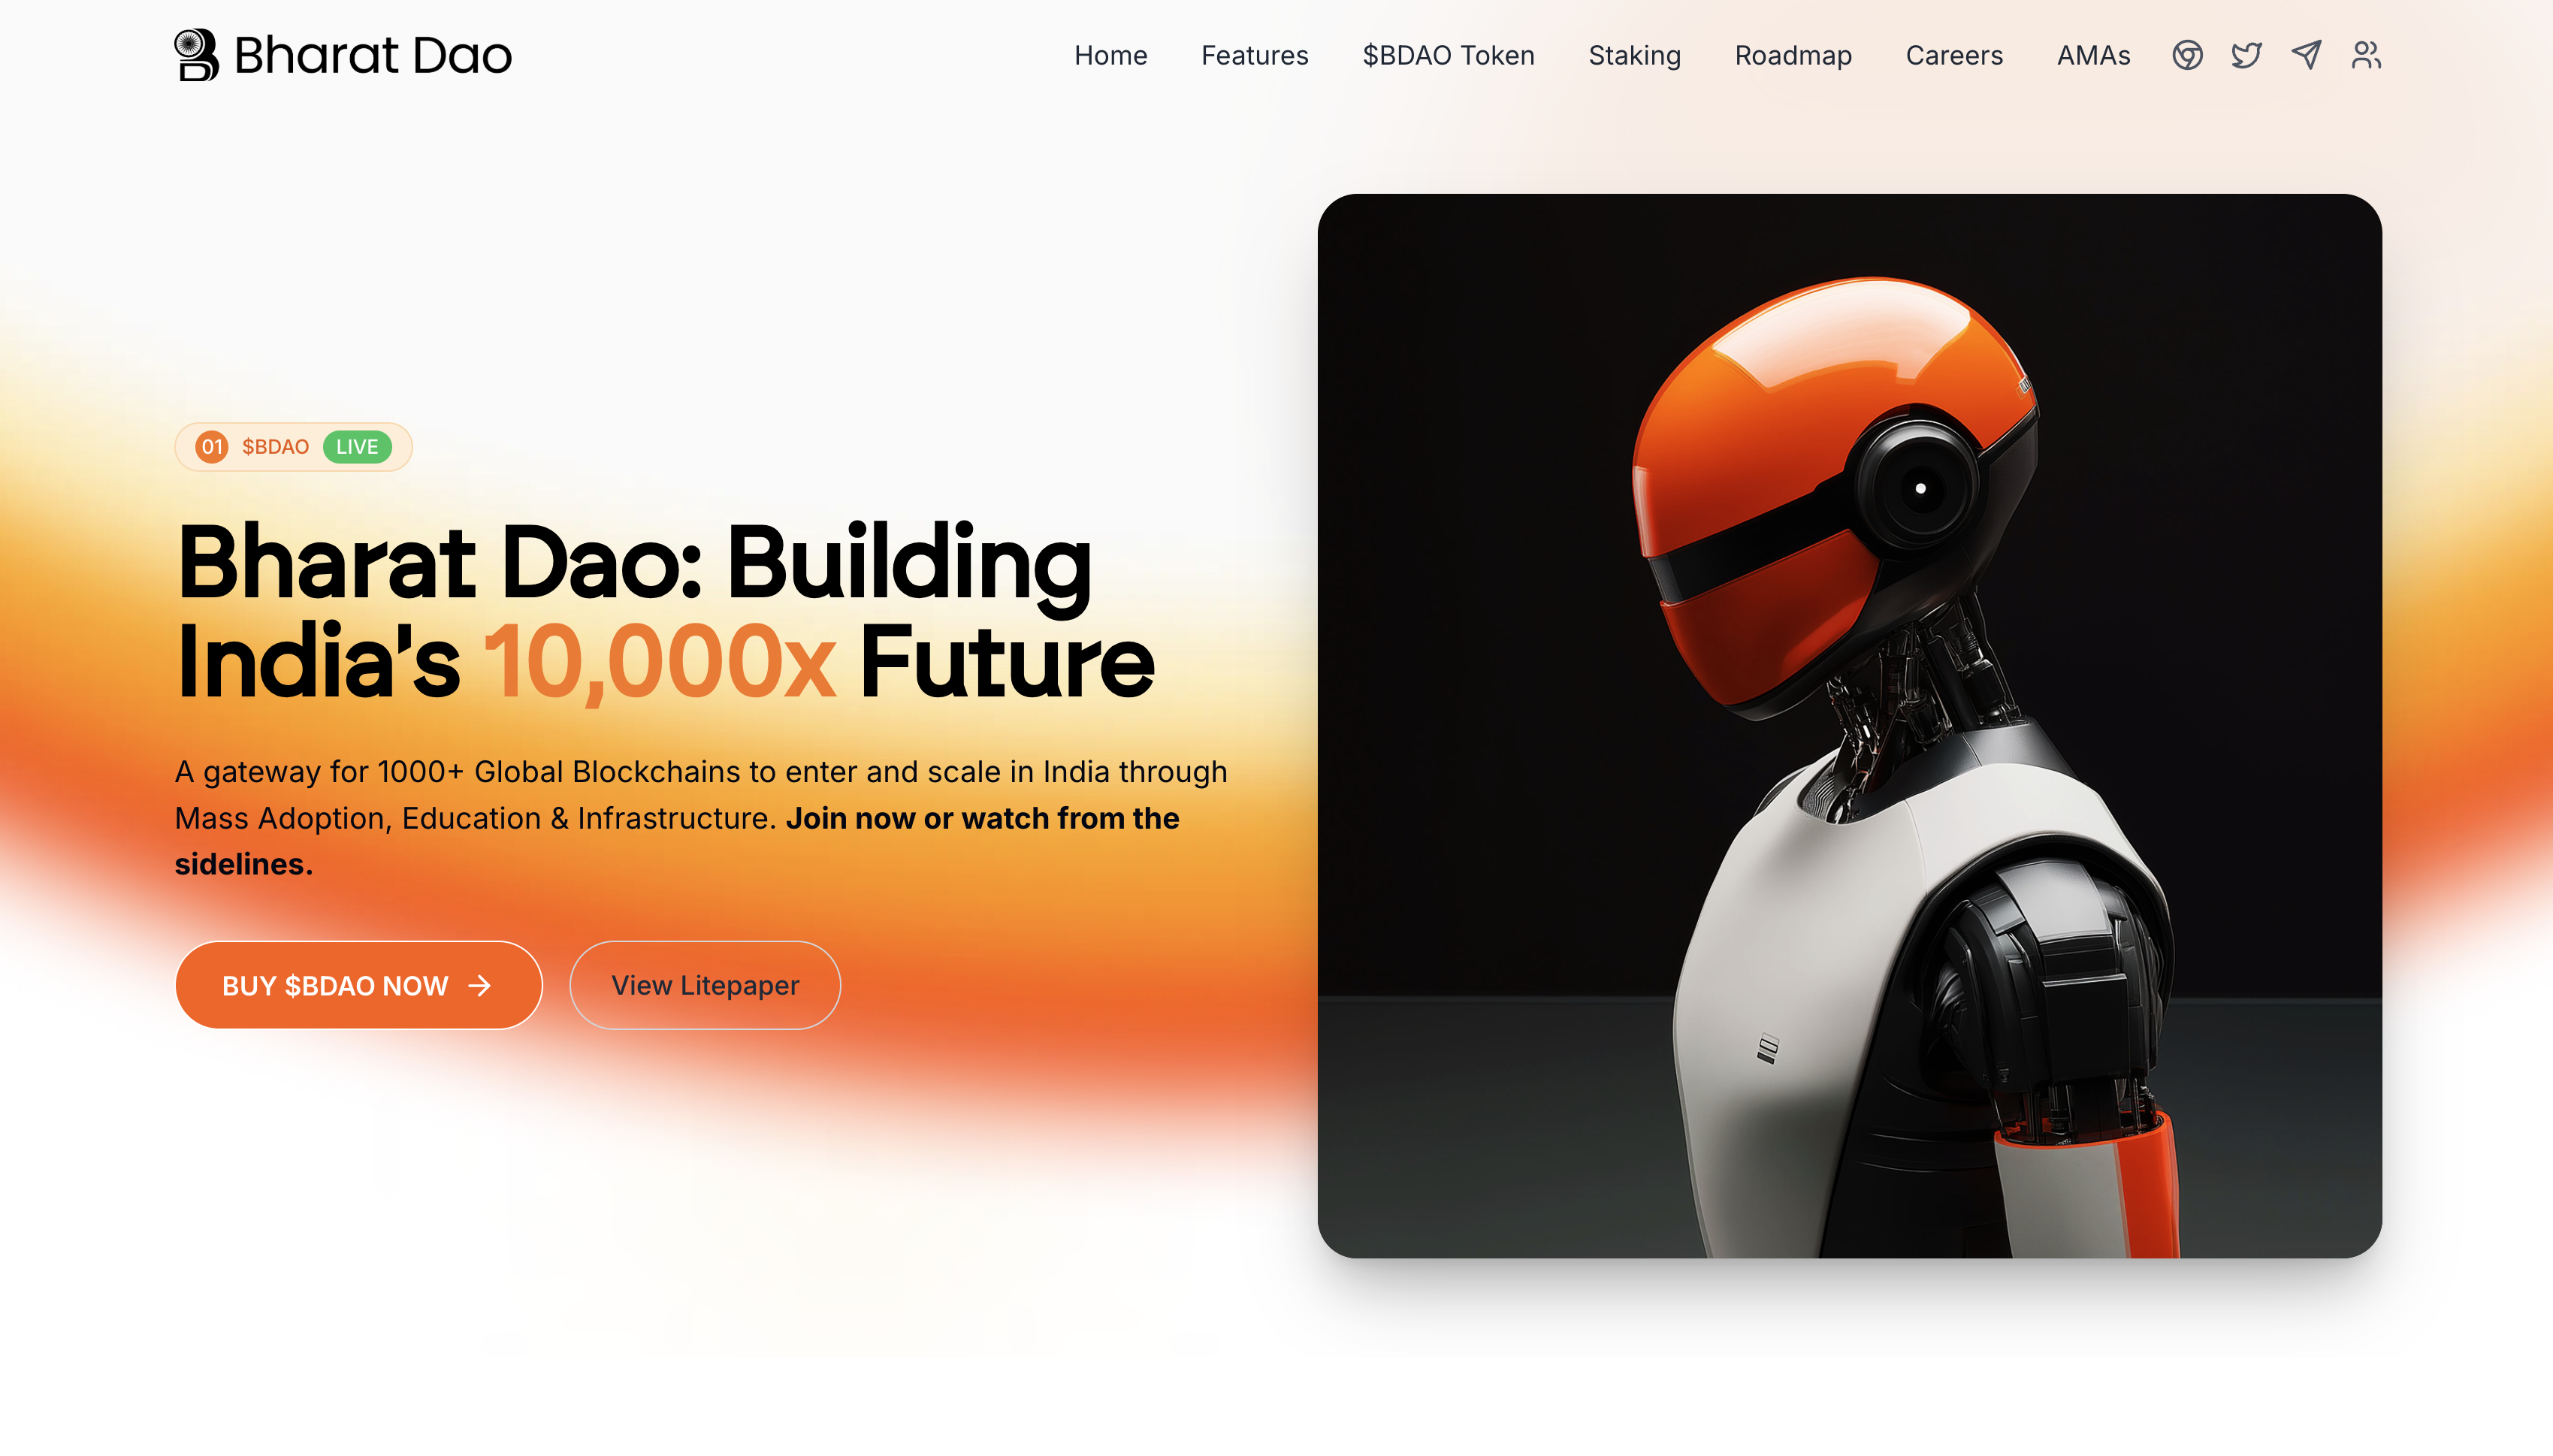 Bharat Dao
Home Features $BDAO Token Staking Roadmap Careers AMAs
01 $BDAO LIVE
Bharat Dao: Building
India's 10,000x Future
A gateway for 1000+ Global Blockchains to enter and scale in India through
Mass Adoption, Education & Infrastructure. Join now or watch from the
sidelines.
BUY $BDAO NOW → View Litepaper